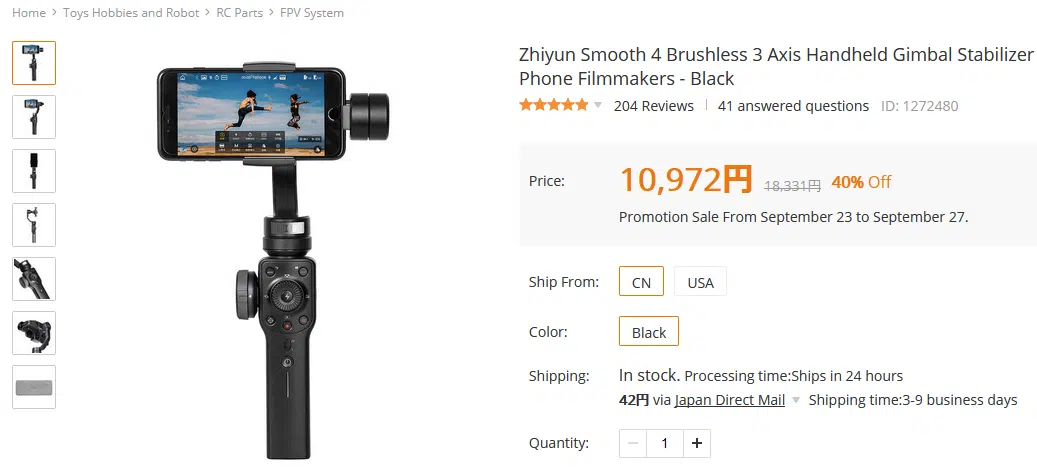 Home > Toys Hobbies and Robot > RC Parts > FPV System
Zhiyun Smooth 4 Brushless 3 Axis Handheld Gimbal Stabilizer
Phone Filmmakers - Black
204 Reviews | 41 answered questions ID: 1272480
Price: 10,972円 18,331円 40% Off
Promotion Sale From September 23 to September 27.
Ship From: CN USA
Color: Black
Shipping: In stock. Processing time:Ships in 24 hours
42円 via Japan Direct Mail Shipping time:3-9 business days
Quantity: − 1 +